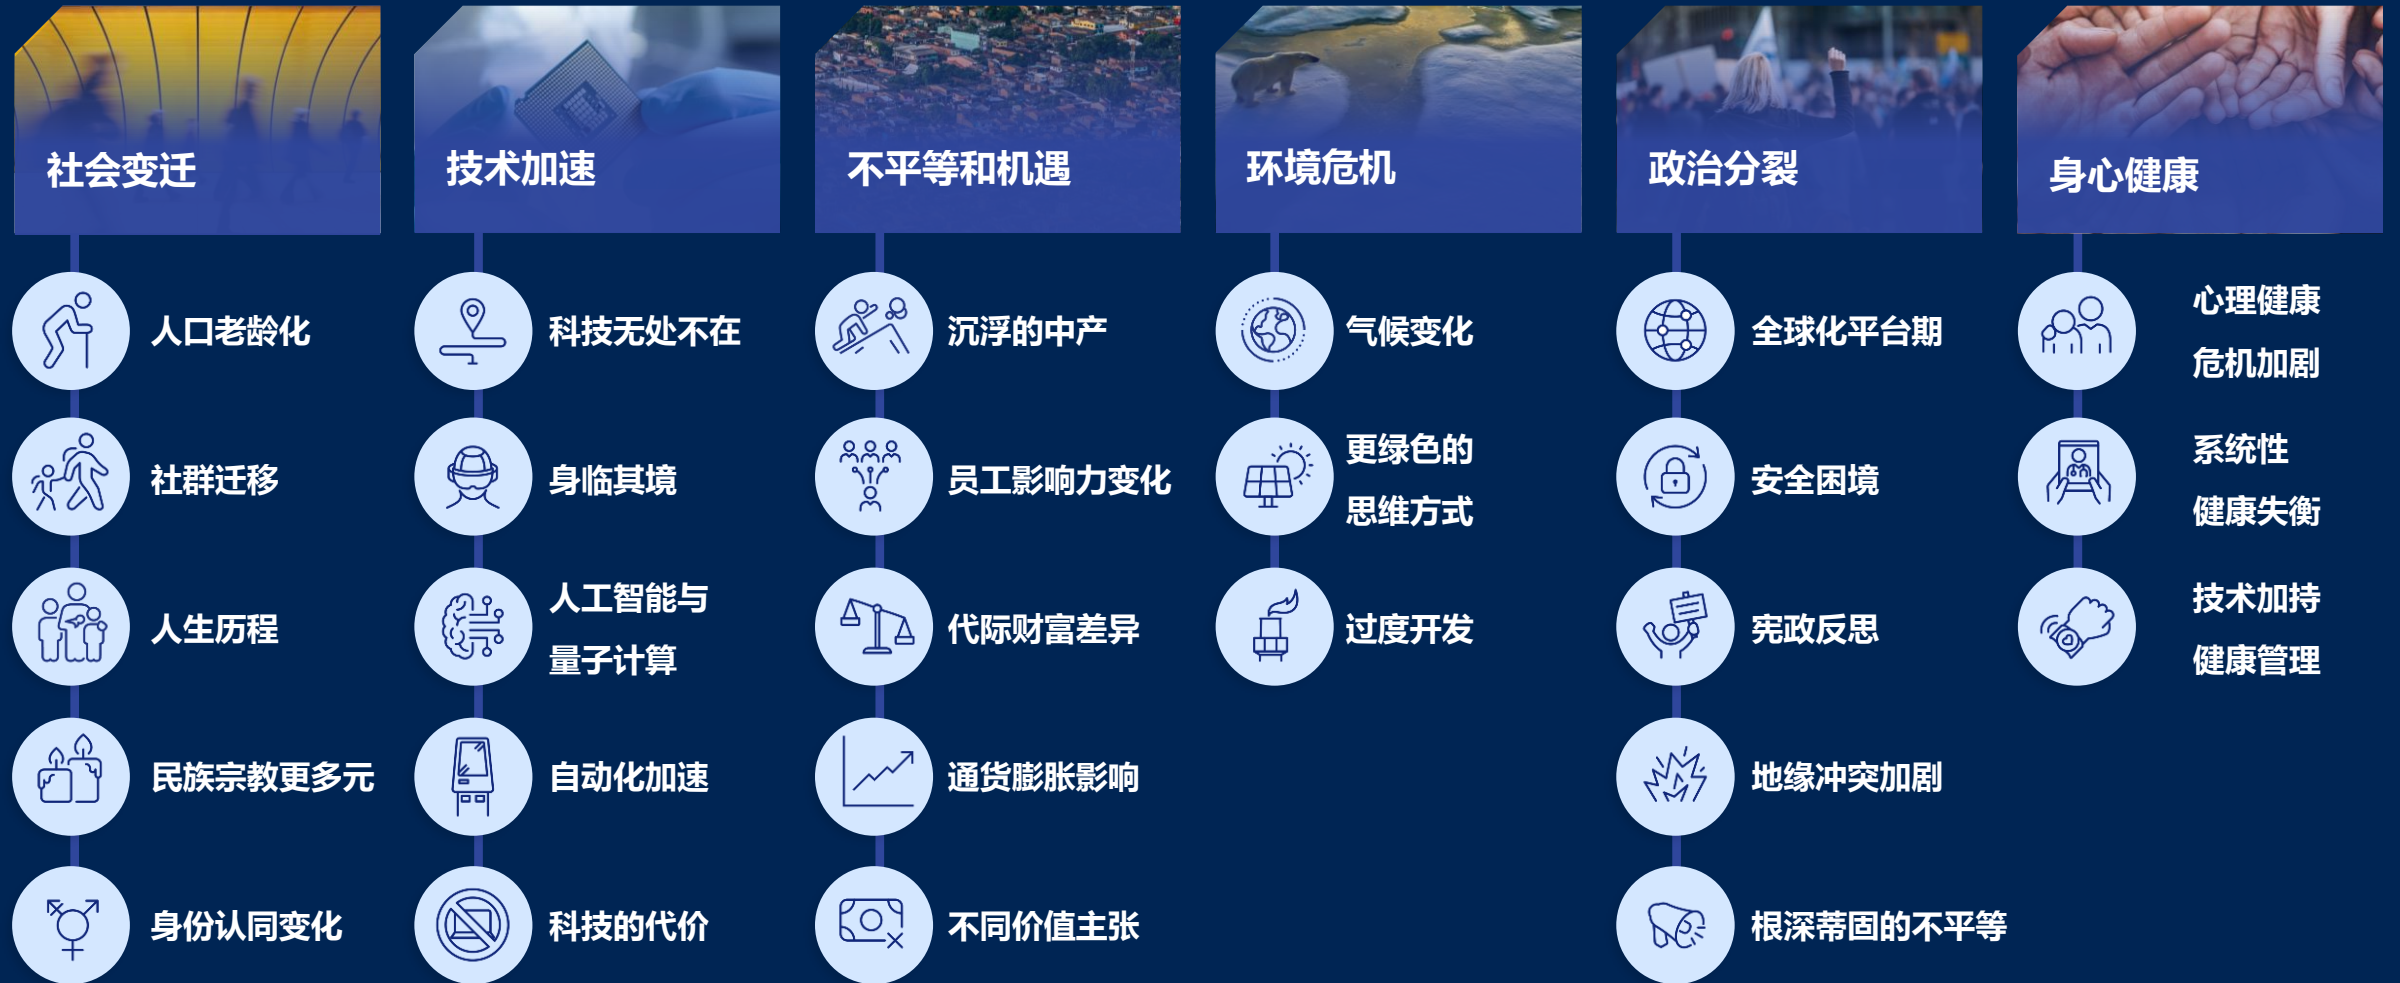 社会变迁
人口老龄化
社群迁移
人生历程
民族宗教更多元
身份认同变化
技术加速
科技无处不在
身临其境
人工智能与
量子计算
自动化加速
科技的代价
不平等和机遇
沉浮的中产
员工影响力变化
代际财富差异
通货膨胀影响
不同价值主张
环境危机
气候变化
更绿色的
思维方式
过度开发
政治分裂
全球化平台期
安全困境
宪政反思
地缘冲突加剧
根深蒂固的不平等
身心健康
心理健康
危机加剧
系统性
健康失衡
技术加持
健康管理